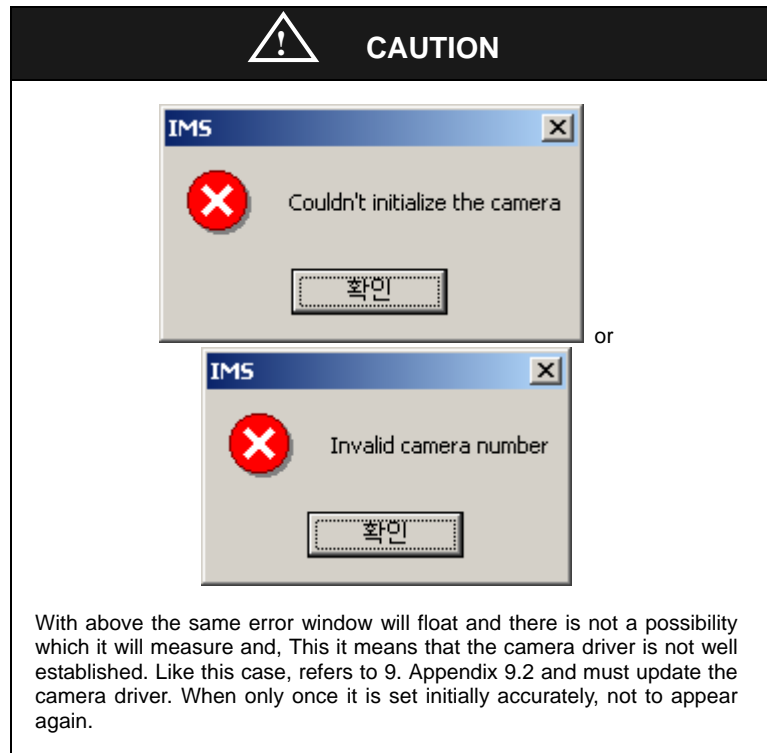 ! CAUTION
IMS
Couldn't initialize the camera
확인
or
IMS
Invalid camera number
확인
With above the same error window will float and there is not a possibility
which it will measure and, This it means that the camera driver is not well
established. Like this case, refers to 9. Appendix 9.2 and must update the
camera driver. When only once it is set initially accurately, not to appear
again.